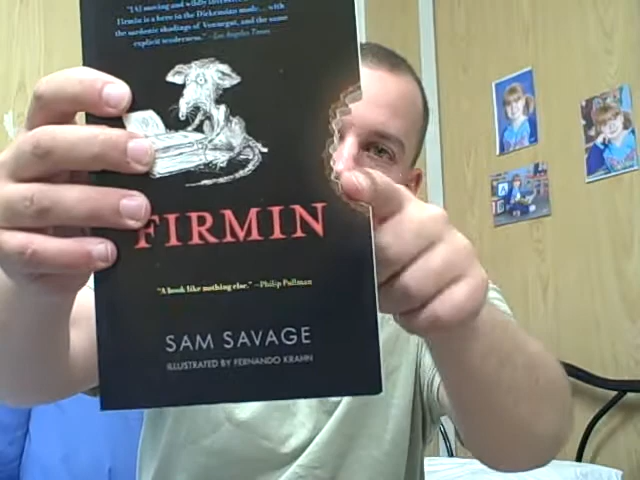 "[A] moving and wildly
Firmin is a hero in the Dickensian mode... with
the sardonic shadings of Vonnegut, and the same
explicit tenderness." —Los Angeles Times
FIRMIN
"A book like nothing else." —Philip Pullman
SAM SAVAGE
ILLUSTRATED BY FERNANDO KRAHN